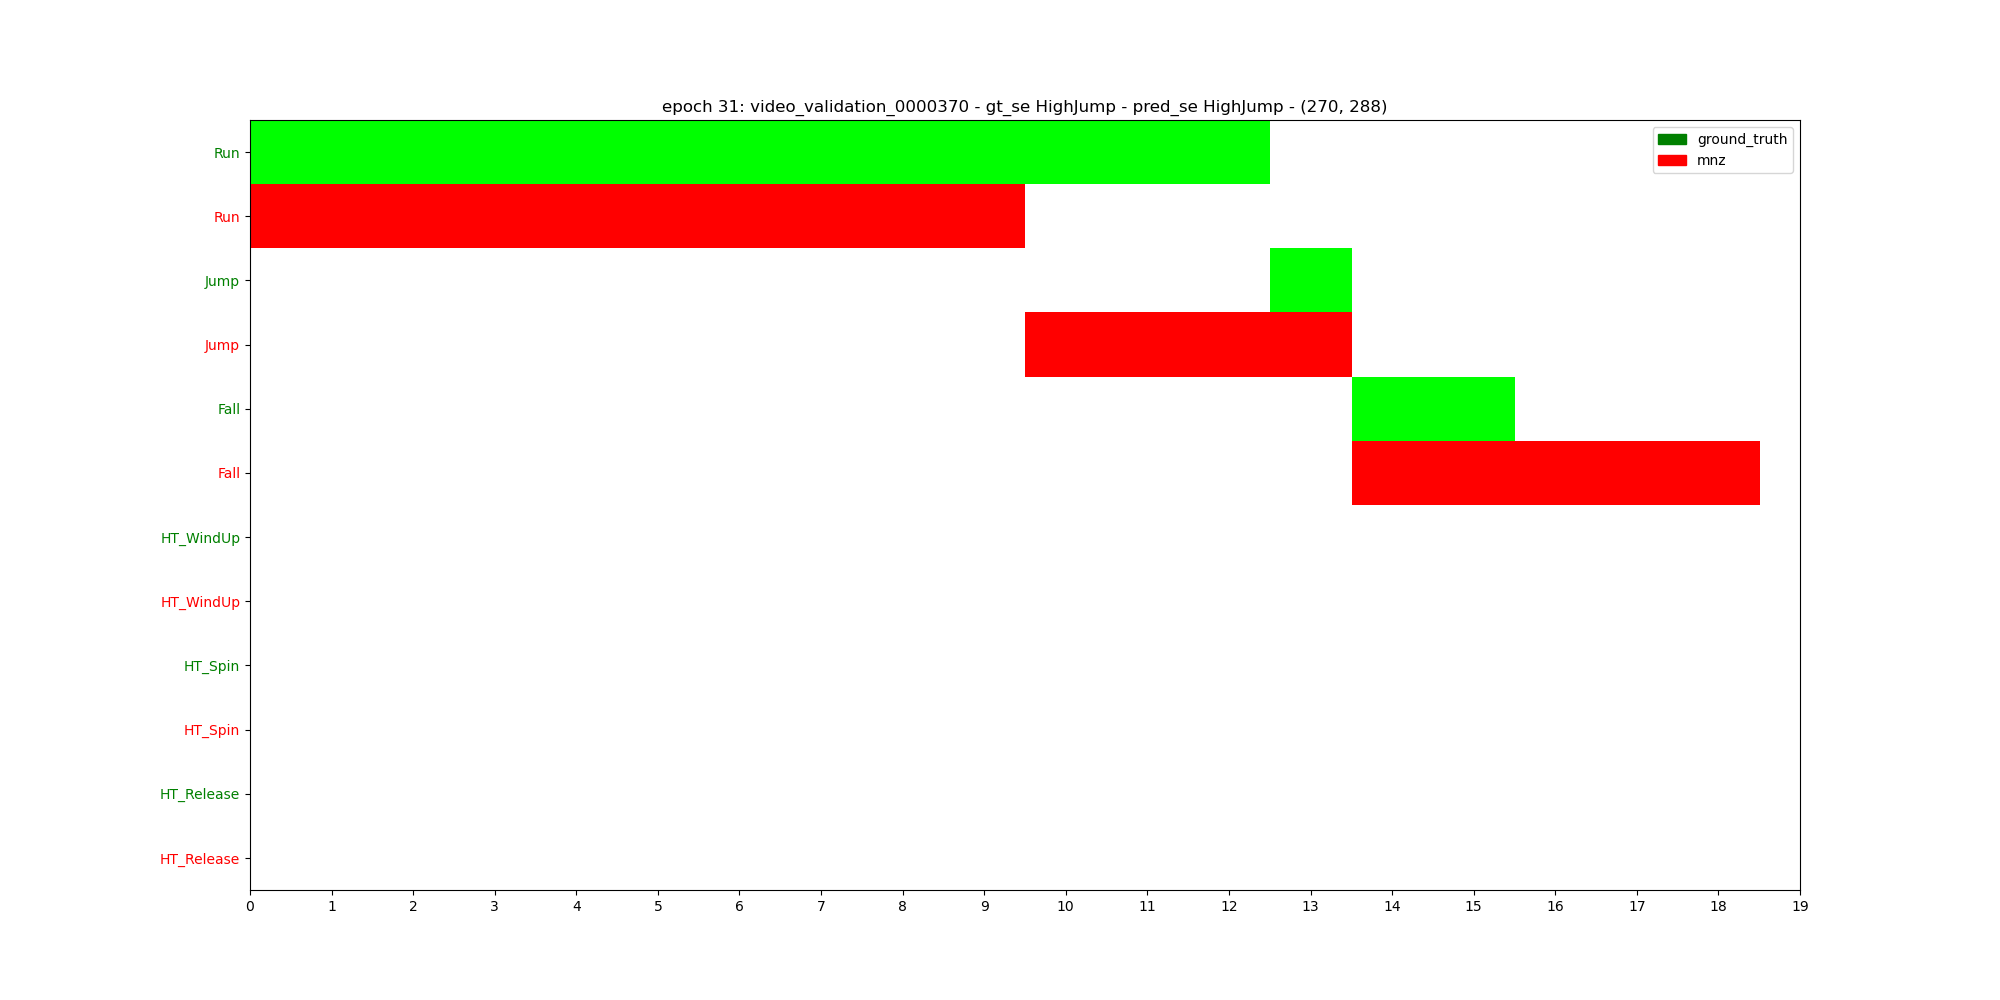 epoch 31: video_validation_0000370 - gt_se HighJump - pred_se HighJump - (270, 288)
ground_truth
mnz
Run
Run
Jump
Jump
Fall
Fall
HT_WindUp
HT_WindUp
HT_Spin
HT_Spin
HT_Release
HT_Release
0 1 2 3 4 5 6 7 8 9 10 11 12 13 14 15 16 17 18 19